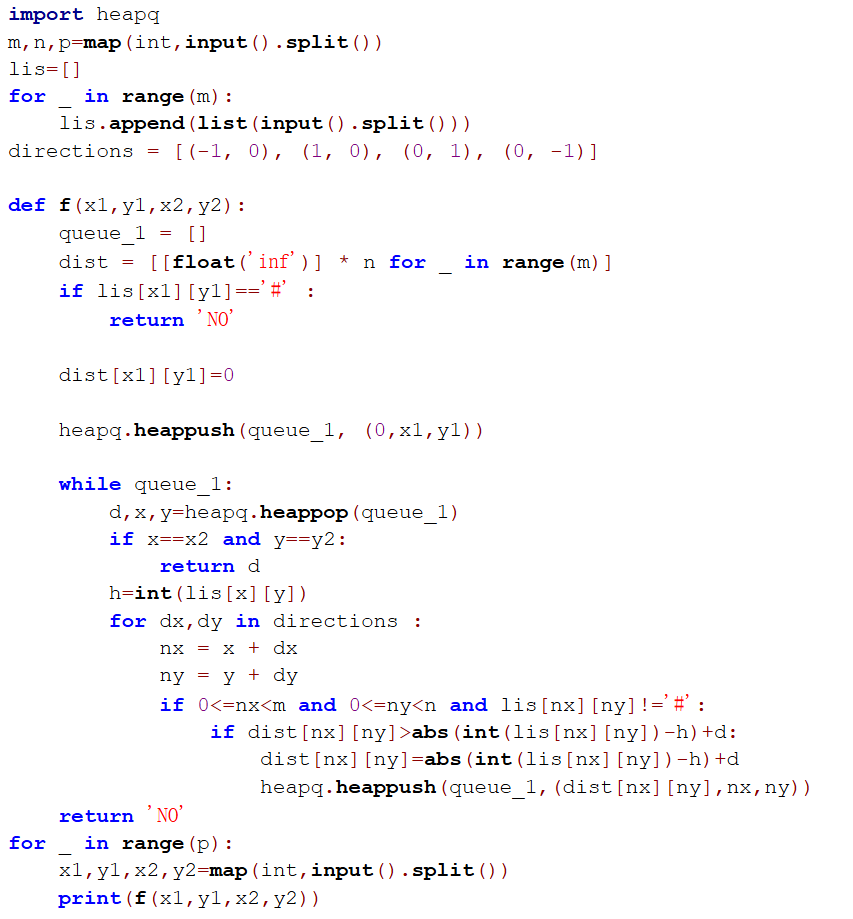 import heapq
m,n,p=map(int,input().split())
lis=[]
for _ in range(m):
    lis.append(list(input().split()))
directions = [(-1, 0), (1, 0), (0, 1), (0, -1)]

def f(x1,y1,x2,y2):
    queue_1 = []
    dist = [[float('inf')] * n for _ in range(m)]
    if lis[x1][y1]=='#' :
        return 'NO'

    dist[x1][y1]=0

    heapq.heappush(queue_1, (0,x1,y1))

    while queue_1:
        d,x,y=heapq.heappop(queue_1)
        if x==x2 and y==y2:
            return d
        h=int(lis[x][y])
        for dx,dy in directions :
            nx = x + dx
            ny = y + dy
            if 0<=nx<m and 0<=ny<n and lis[nx][ny]!='#':
                if dist[nx][ny]>abs(int(lis[nx][ny])-h)+d:
                    dist[nx][ny]=abs(int(lis[nx][ny])-h)+d
                    heapq.heappush(queue_1,(dist[nx][ny],nx,ny))
    return 'NO'
for _ in range(p):
    x1,y1,x2,y2=map(int,input().split())
    print(f(x1,y1,x2,y2))